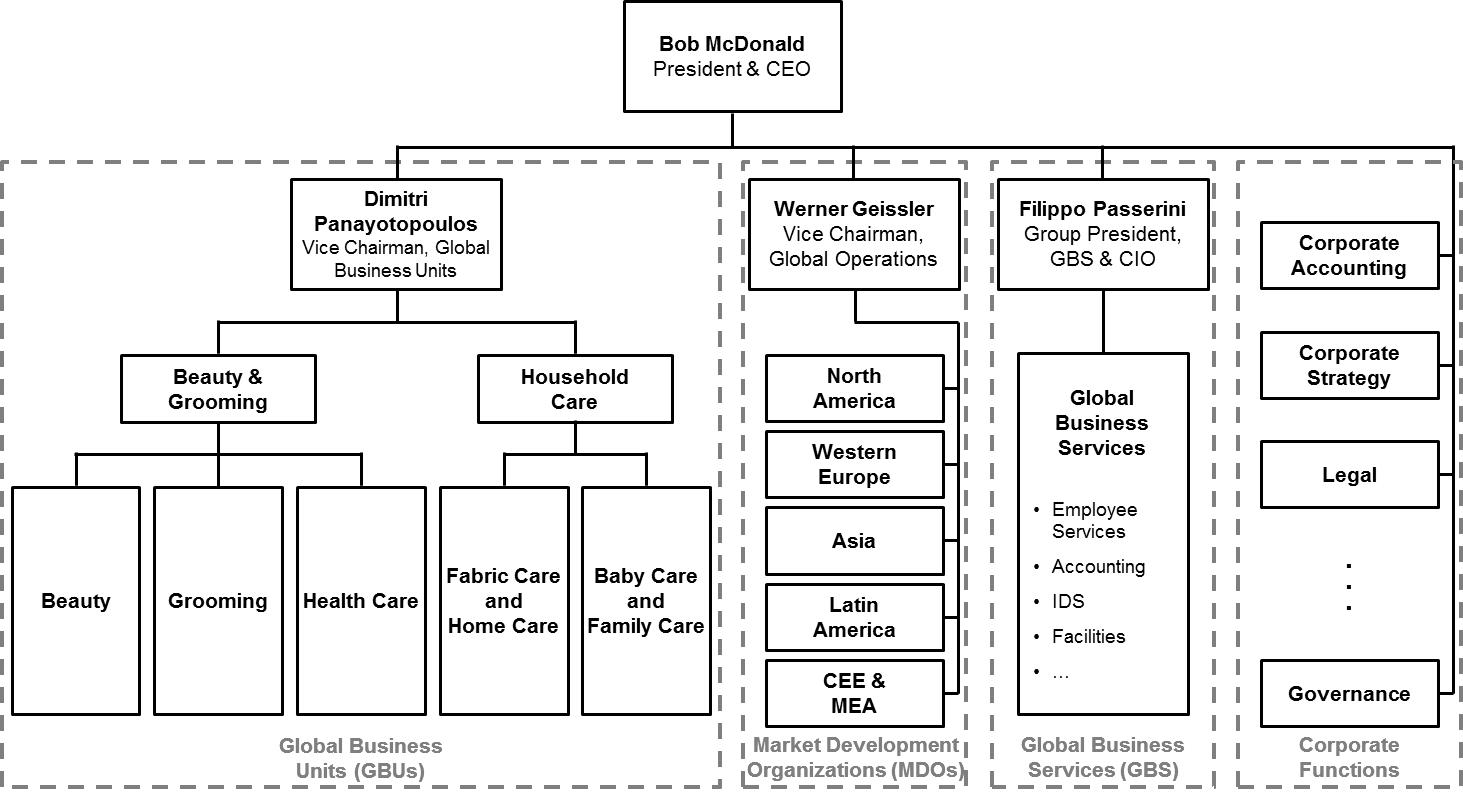 Bob McDonald
President & CEO
Dimitri
Panayotopoulos
Vice Chairman, Global
Business Units
Werner Geissler
Vice Chairman,
Global Operations
Filippo Passerini
Group President,
GBS & CIO
Beauty &
Grooming
Household
Care
Beauty
Grooming
Health Care
Fabric Care
and
Home Care
Baby Care
and
Family Care
North
America
Western
Europe
Asia
Latin
America
CEE &
MEA
Global
Business
Services
• Employee
Services
• Accounting
• IDS
• Facilities
• …
Corporate
Accounting
Corporate
Strategy
Legal
.
.
.
Governance
Global Business
Units (GBUs)
Market Development
Organizations (MDOs)
Global Business
Services (GBS)
Corporate
Functions